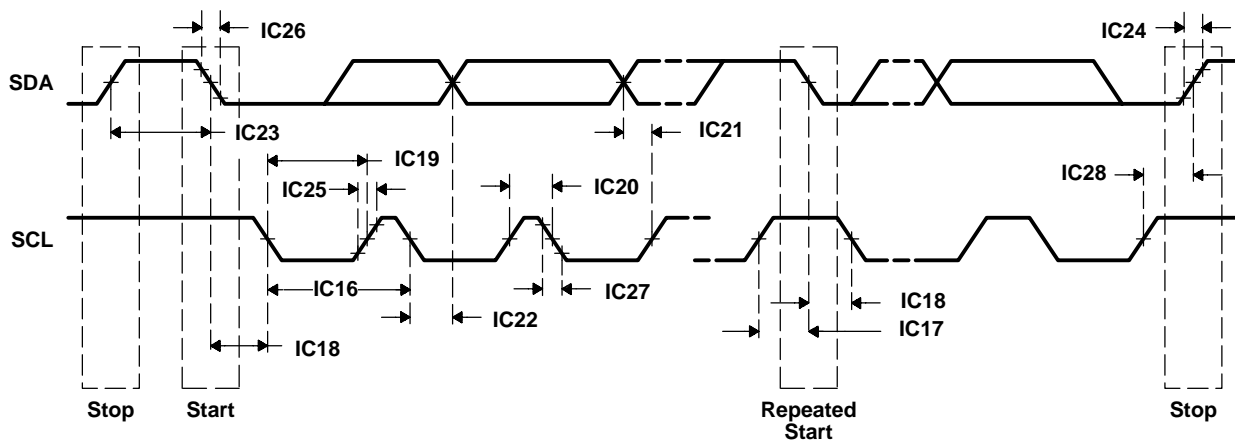 IC26
IC24
SDA
IC23
IC21
IC19
IC25
IC20
IC28
SCL
IC16
IC27
IC18
IC22
IC17
IC18
Stop
Start
Repeated
Start
Stop